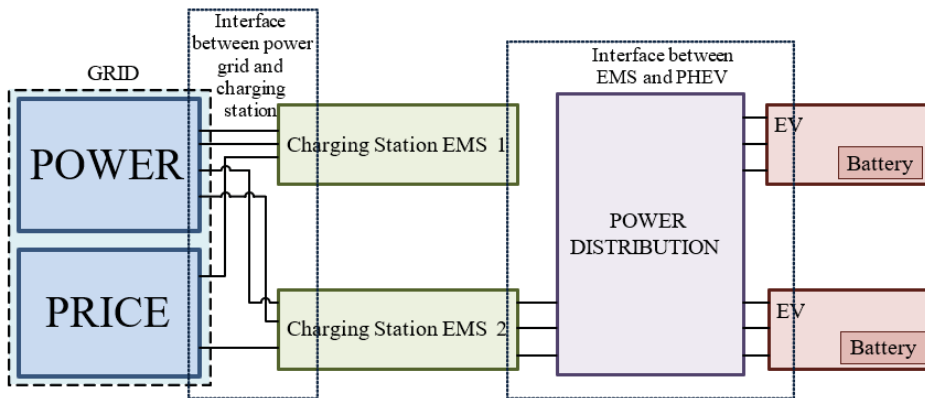 Interface
between power
grid and
charging
station
Interface between
EMS and PHEV
GRID
POWER
PRICE
Charging Station EMS 1
Charging Station EMS 2
POWER
DISTRIBUTION
EV
Battery
EV
Battery